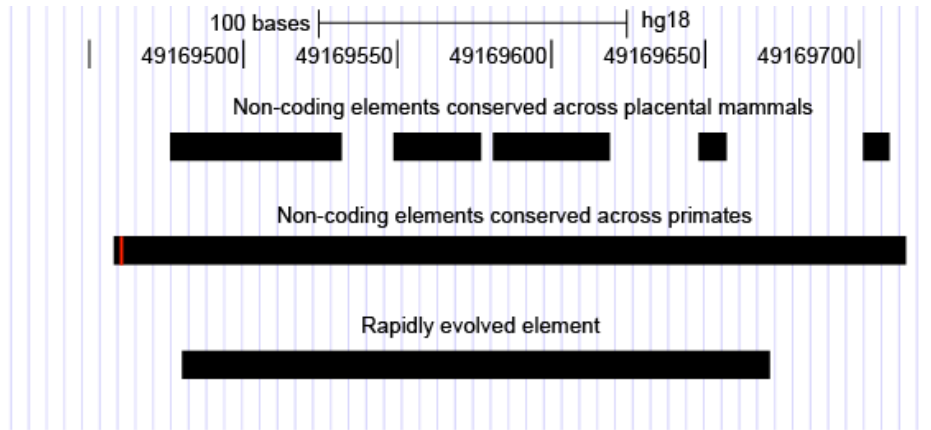 100 bases hg18
49169500 49169550 49169600 49169650 49169700
Non-coding elements conserved across placental mammals
Non-coding elements conserved across primates
Rapidly evolved element